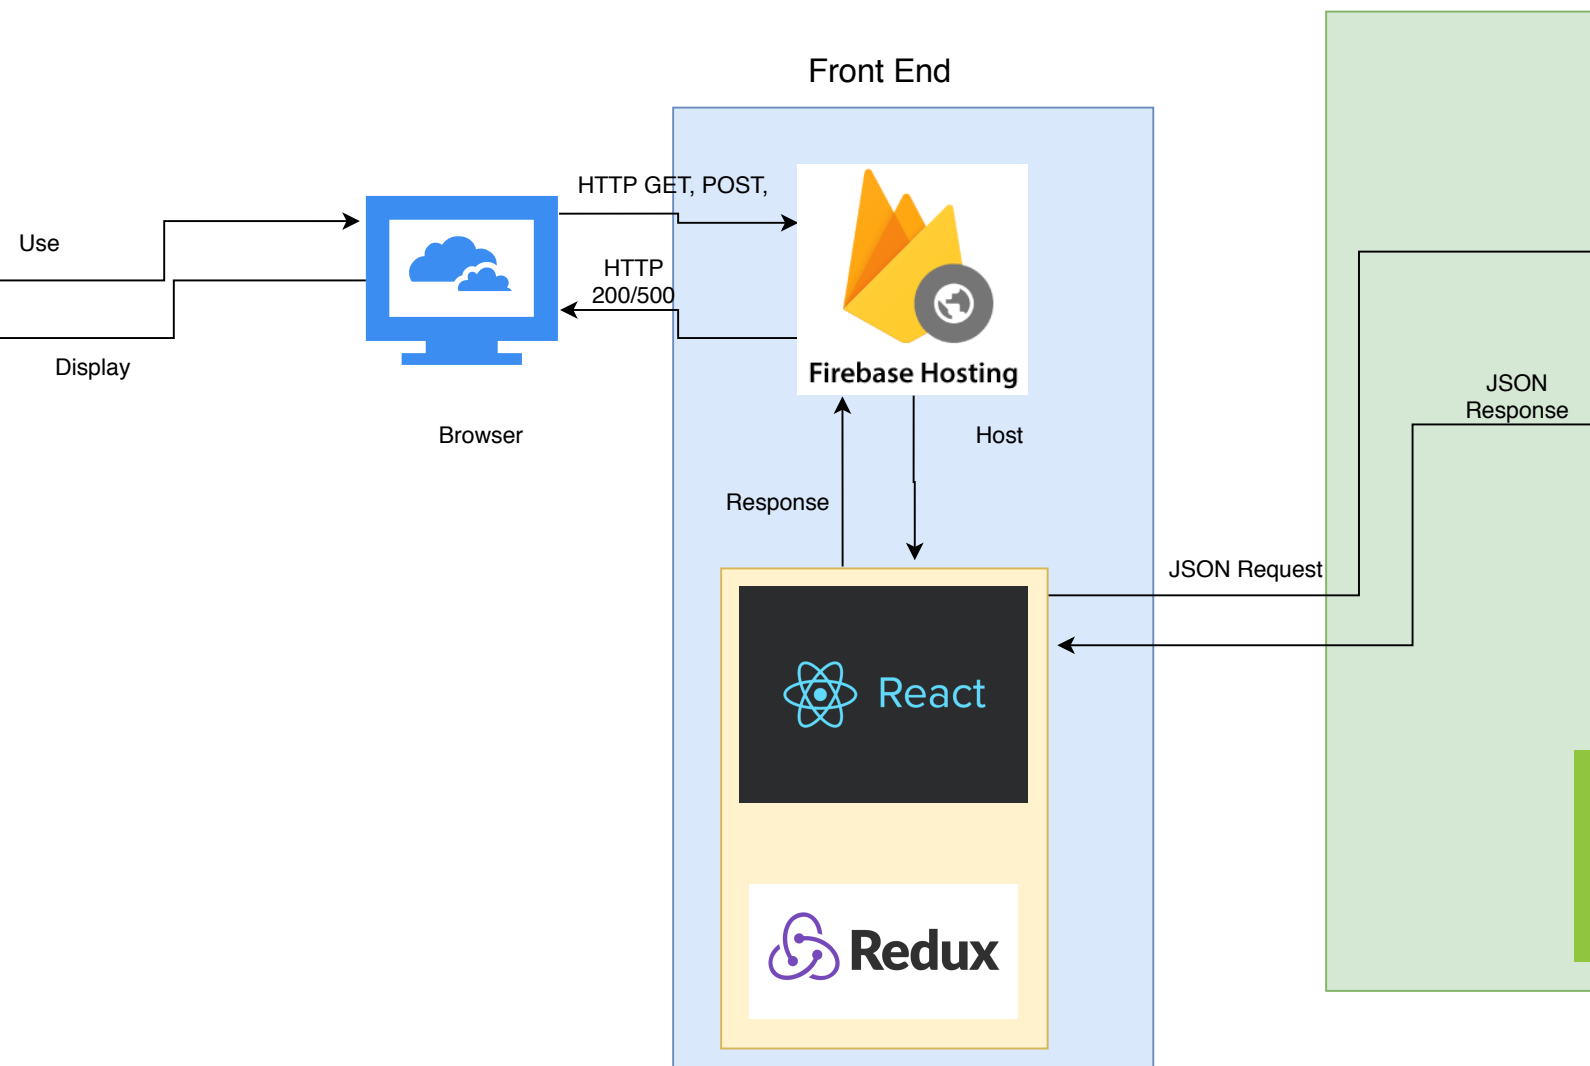 Front End
HTTP GET, POST,
Use
HTTP
200/500
Firebase Hosting
Display
JSON
Response
Browser
Host
Response
JSON Request
React
Redux